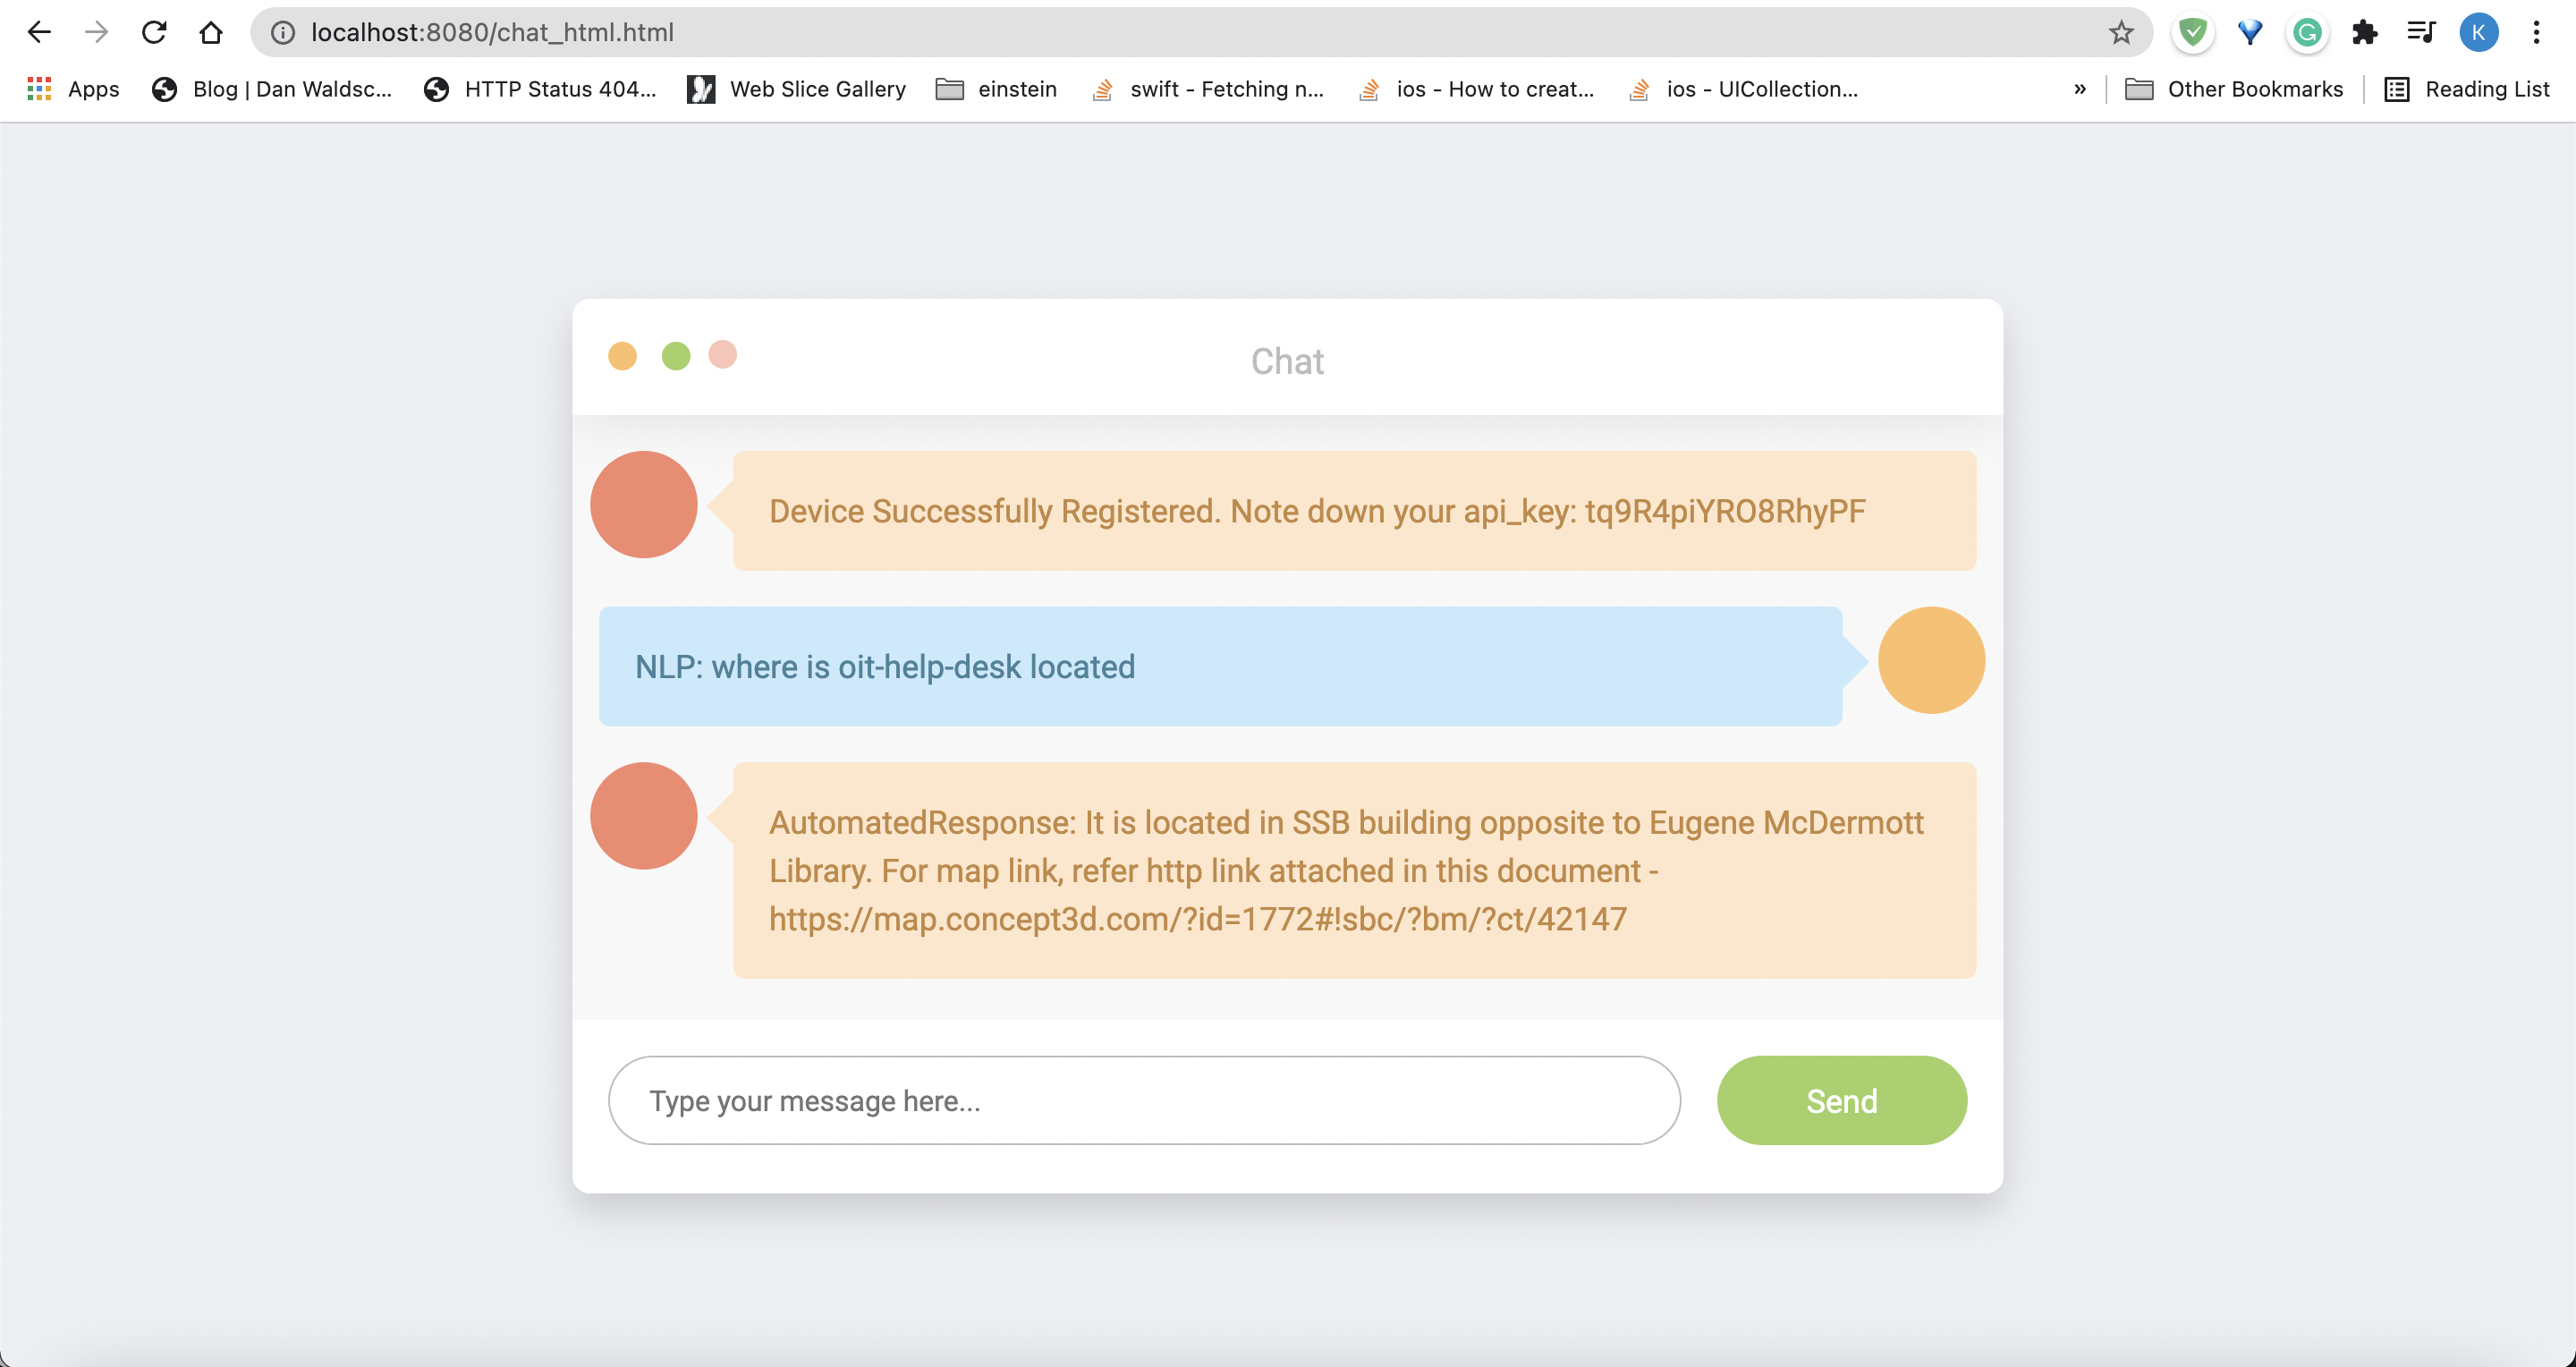 localhost:8080/chat_html.html
K
Apps
Blog | Dan Waldsc...
HTTP Status 404...
Web Slice Gallery
einstein
swift - Fetching n...
ios - How to creat...
ios - UICollection...
»
Other Bookmarks
Reading List
Chat
Device Successfully Registered. Note down your api_key: tq9R4piYRO8RhyPF
NLP: where is oit-help-desk located
AutomatedResponse: It is located in SSB building opposite to Eugene McDermott
Library. For map link, refer http link attached in this document -
https://map.concept3d.com/?id=1772#!sbc/?bm/?ct/42147
Type your message here...
Send